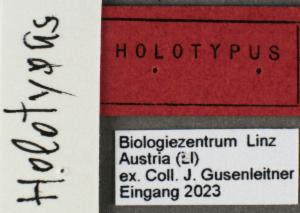 Holotypus
HOLOTYPUS
Biologiezentrum Linz
Austria (LI)
ex. Coll. J. Gusenleitner
Eingang 2023